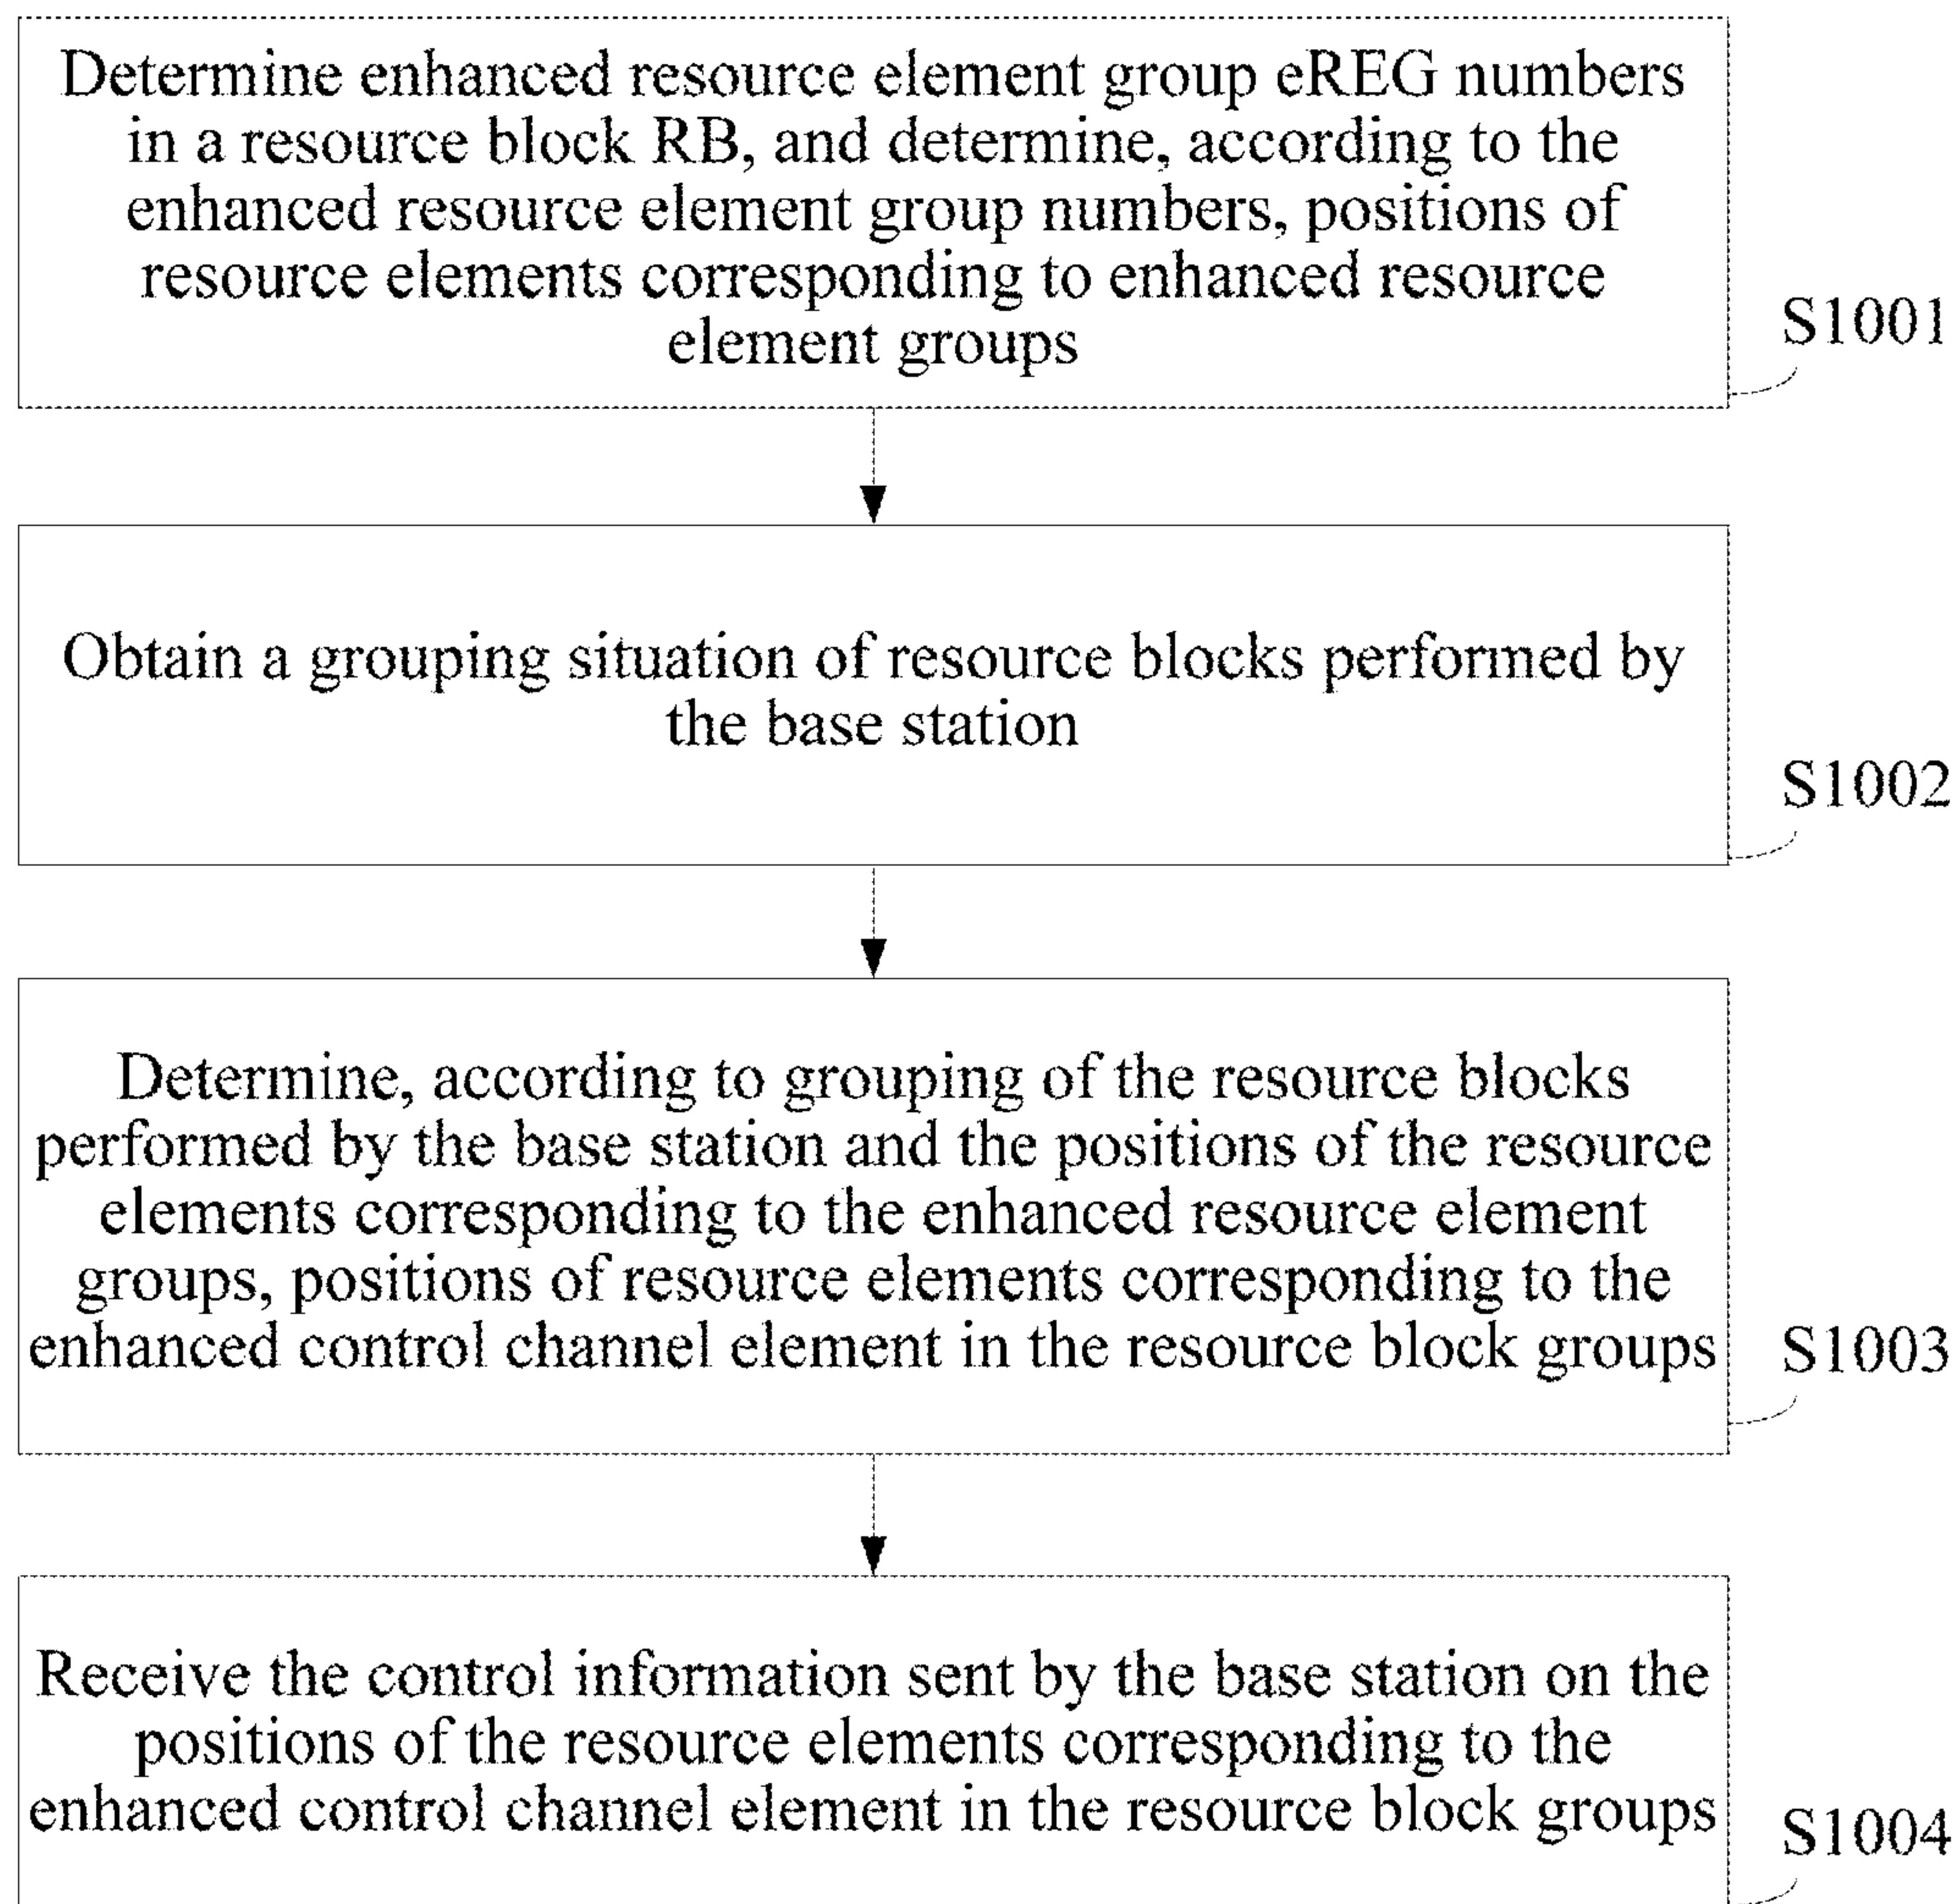 Determine enhanced resource element group eREG numbers
in a resource block RB, and determine, according to the
enhanced resource element group numbers, positions of
resource elements corresponding to enhanced resource
element groups
S1001
Obtain a grouping situation of resource blocks performed by
the base station
S1002
Determine, according to grouping of the resource blocks
performed by the base station and the positions of the resource
elements corresponding to the enhanced resource element
groups, positions of resource elements corresponding to the
enhanced control channel element in the resource block groups
S1003
Receive the control information sent by the base station on the
positions of the resource elements corresponding to the
enhanced control channel element in the resource block groups
S1004